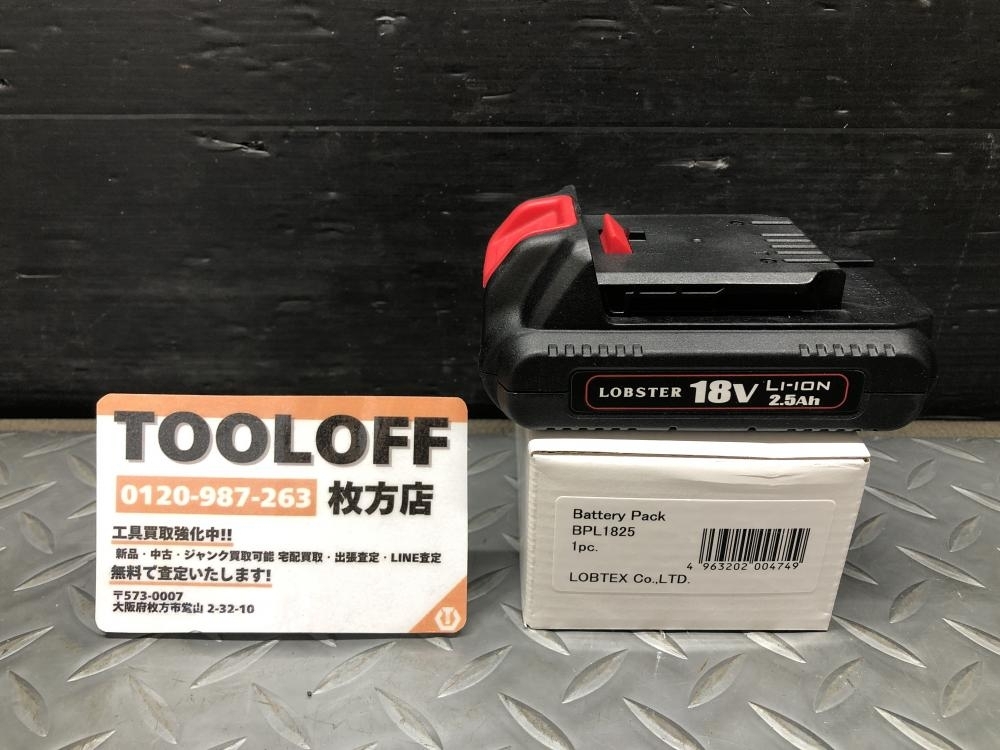 TOOLOFF
0120-987-263 枚方店
工具買取強化中!!
新品・中古・ジャンク買取可能 宅配買取・出張査定・LINE査定
無料で査定いたします!
〒573-0007
大阪府枚方市堂山 2-32-10
LOBSTER 18V LI-ION 2.5Ah
Battery Pack
BPL1825
1pc.
4 963202 004749
LOBTEX Co.,LTD.